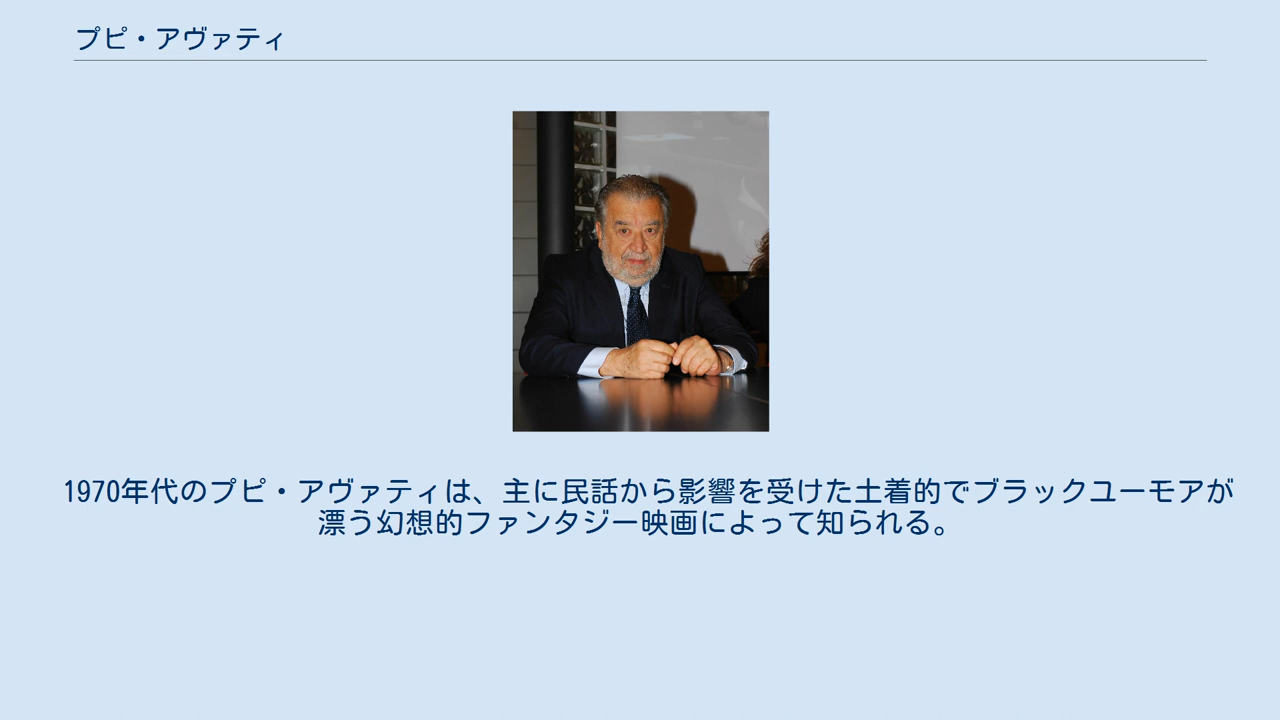 プピ・アヴァティ
1970年代のプピ・アヴァティは、主に民話から影響を受けた土着的でブラックユーモアが
漂う幻想的ファンタジー映画によって知られる。